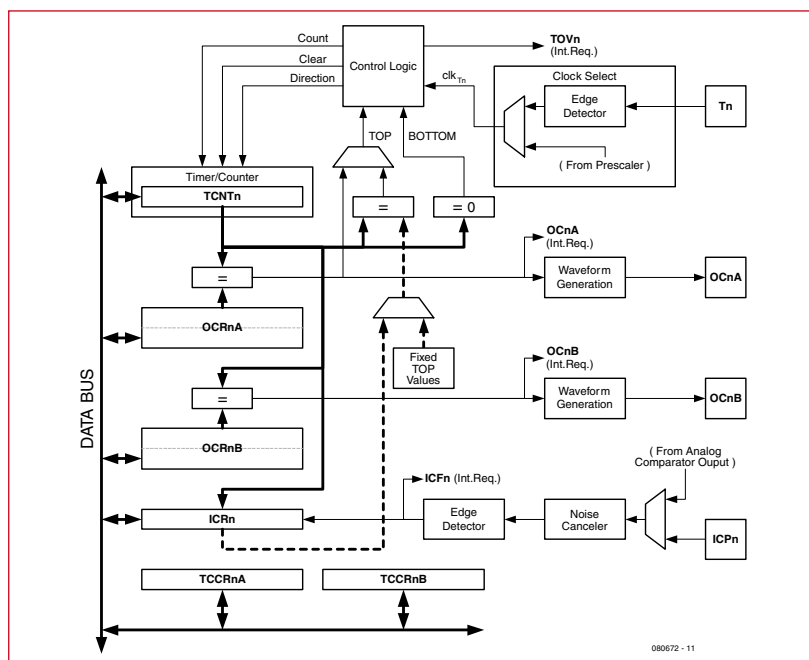 Count
Clear
Direction
Control Logic
TOVn
(Int.Req.)
clkTn
Clock Select
Edge
Detector
Tn
( From Prescaler )
TOP
BOTTOM
Timer/Counter
TCNTn
=
= 0
=
OCnA
(Int.Req.)
Waveform
Generation
OCnA
OCRnA
Fixed
TOP
Values
DATA BUS
=
OCnB
(Int.Req.)
Waveform
Generation
OCnB
OCRnB
( From Analog
Comparator Ouput )
ICFn (Int.Req.)
ICRn
Edge
Detector
Noise
Canceler
ICPn
TCCRnA
TCCRnB
080672 - 11